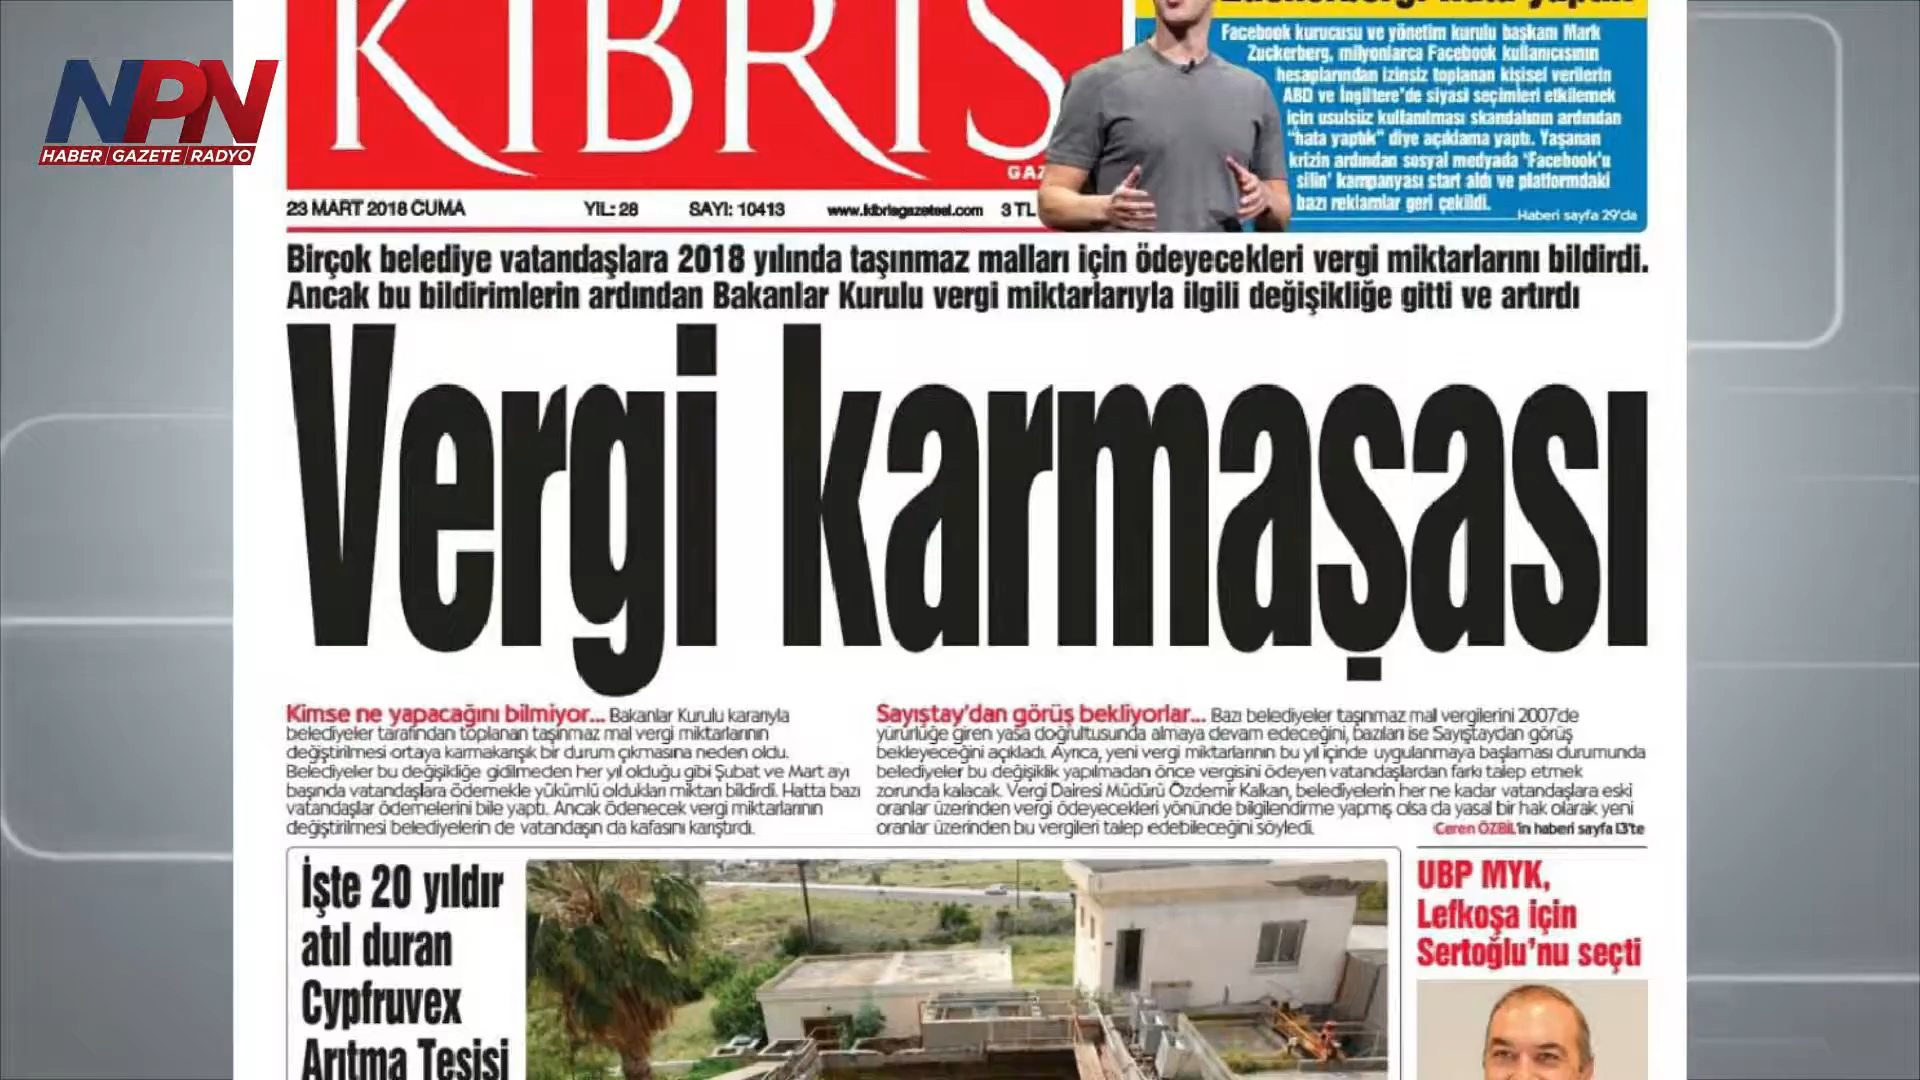 NPN
HABER GAZETE RADYO
KIBRIS
23 MART 2018 CUMA YIL: 28 SAYI: 10413 www.kibrisgazetesi.com 3 TL
Facebook kurucusu ve yönetim kurulu başkanı Mark
Zuckerberg, milyonlarca Facebook kullanıcısının
hesaplarından izinsiz toplanan kişisel verilerin
ABD ve İngiltere'de siyasi seçimleri etkilemek
için usulsüz kullanılması skandalının ardından
"hata yaptık" diye açıklama yaptı. Yaşanan
krizin ardından sosyal medyada 'Facebook'u
silin' kampanyası start aldı ve platformdaki
bazı reklamlar geri çekildi.
Haberi sayfa 29'da
Birçok belediye vatandaşlara 2018 yılında taşınmaz malları için ödeyecekleri vergi miktarlarını bildirdi.
Ancak bu bildirimlerin ardından Bakanlar Kurulu vergi miktarlarıyla ilgili değişikliğe gitti ve artırdı
Vergi karmaşası
Kimse ne yapacağını bilmiyor... Bakanlar Kurulu kararıyla
belediyeler tarafından toplanan taşınmaz mal vergi miktarlarının
değiştirilmesi ortaya karmakarışık bir durum çıkmasına neden oldu.
Belediyeler bu değişikliğe gidilmeden her yıl olduğu gibi Şubat ve Mart ayı
başında vatandaşlara ödemekle yükümlü oldukları miktarı bildirdi. Hatta bazı
vatandaşlar ödemelerini bile yaptı. Ancak ödenecek vergi miktarlarının
değiştirilmesi belediyelerin de vatandaşın da kafasını karıştırdı.
Sayıştay'dan görüş bekliyorlar... Bazı belediyeler taşınmaz mal vergilerini 2007'de
yürürlüğe giren yasa doğrultusunda almaya devam edeceğini, bazıları ise Sayıştaydan görüş
bekleyeceğini açıkladı. Ayrıca, yeni vergi miktarlarının bu yıl içinde uygulanmaya başlaması durumunda
belediyeler bu değişiklik yapılmadan önce vergisini ödeyen vatandaşlardan farkı talep etmek
zorunda kalacak. Vergi Dairesi Müdürü Özdemir Kalkan, belediyelerin her ne kadar vatandaşlara eski
oranlar üzerinden vergi ödeyecekleri yönünde bilgilendirme yapmış olsa da yasal bir hak olarak yeni
oranlar üzerinden bu vergileri talep edebileceğini söyledi.
Ceren ÖZBİL'in haberi sayfa 13'te
İşte 20 yıldır
atıl duran
Cypfruvex
Arıtma Tesisi
UBP MYK,
Lefkoşa için
Sertoğlu'nu seçti